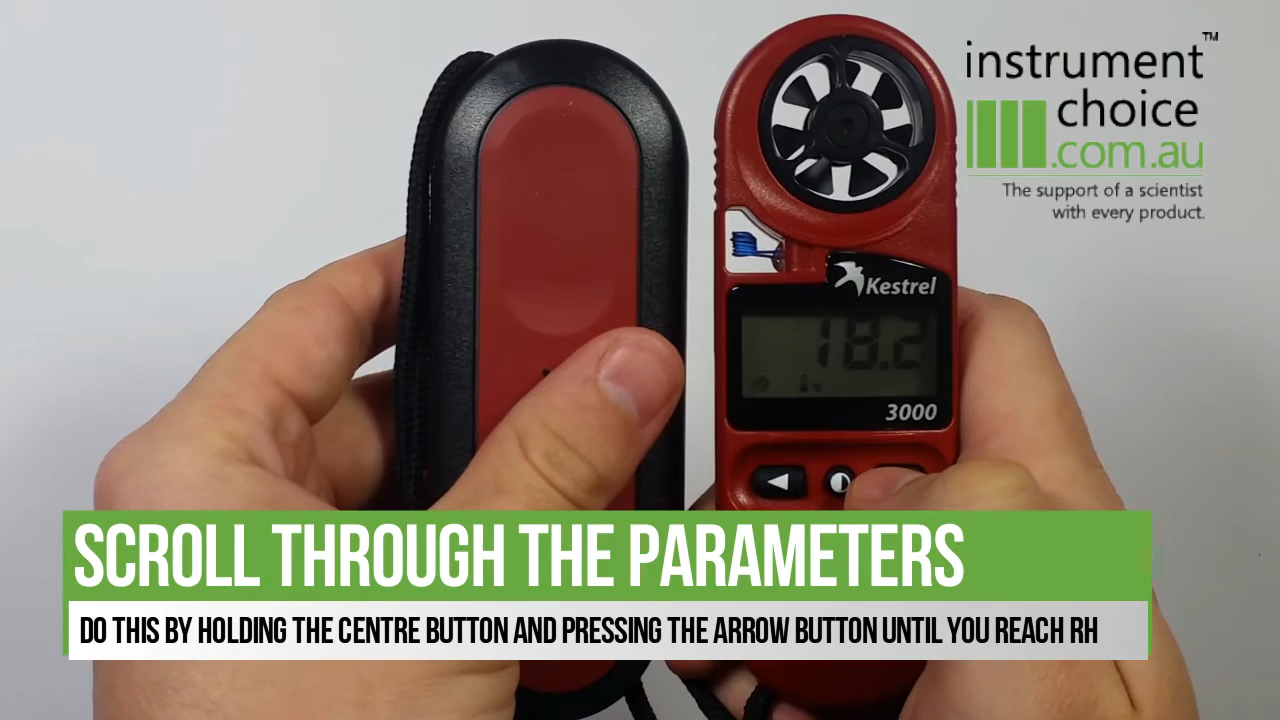 instrument™
choice
.com.au
The support of a scientist
with every product.
Kestrel
18.2
3000
SCROLL THROUGH THE PARAMETERS
DO THIS BY HOLDING THE CENTRE BUTTON AND PRESSING THE ARROW BUTTON UNTIL YOU REACH RH